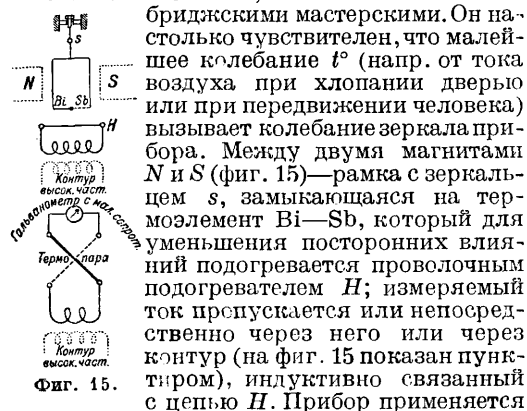 s
N
S
Bi
Sb
H
Контур
высок. част.
Гальванометр с мал. сопрот.
Термо
пара
Контур
высок. част.
Фиг. 15.
бриджскими мастерскими. Он на-
столько чувствителен, что малей-
шее колебание t° (напр. от тока
воздуха при хлопании дверью
или при передвижении человека)
вызывает колебание зеркала при-
бора. Между двумя магнитами
N и S (фиг. 15)—рамка с зеркаль-
цем s, замыкающаяся на тер-
моэлемент Bi—Sb, который для
уменьшения посторонних влия-
ний подогревается проволочным
подогревателем H; измеряемый
ток пропускается или непосред-
ственно через него или через
контур (на фиг. 15 показан пунк-
тиром), индуктивно связанный
с цепью H. Прибор применяется